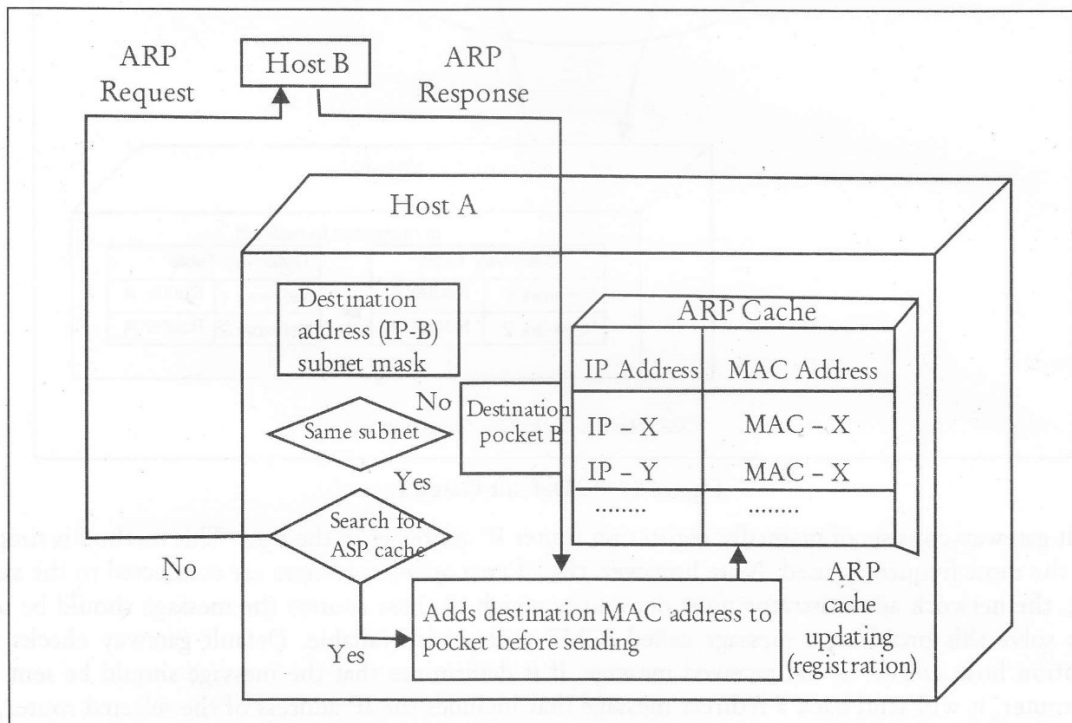 ARP
Request
Host B
ARP
Response
Host A
Destination
address (IP-B)
subnet mask
No
Same subnet
Destination
pocket B
Yes
Search for
ASP cache
No
Yes
Adds destination MAC address to
pocket before sending
ARP Cache
IP Address
MAC Address
IP – X
MAC – X
IP – Y
MAC – X
........
........
ARP
cache
updating
(registration)